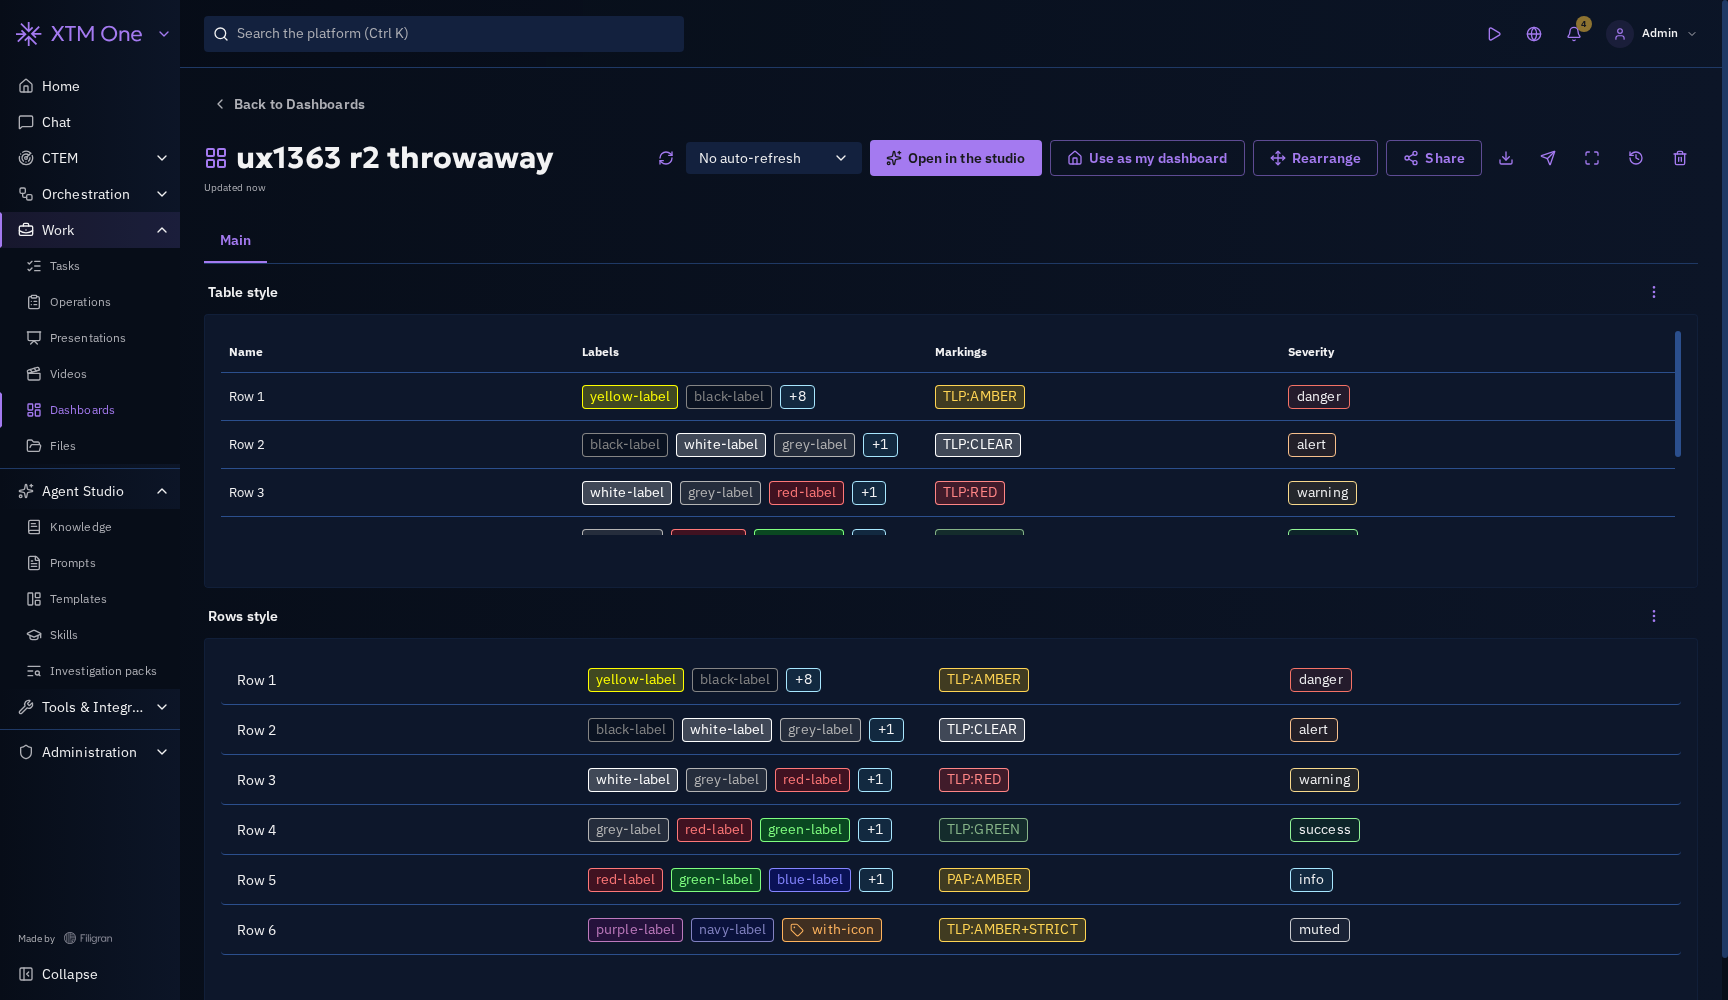 XTM One
Search the platform (Ctrl K)
4
Admin
Home
Chat
CTEM
Orchestration
Work
Tasks
Operations
Presentations
Videos
Dashboards
Files
Agent Studio
Knowledge
Prompts
Templates
Skills
Investigation packs
Tools & Integr...
Administration
Made by Filigran
Collapse
Back to Dashboards
ux1363 r2 throwaway
Updated now
No auto-refresh
Open in the studio
Use as my dashboard
Rearrange
Share
Main
Table style
Name Labels Markings Severity
Row 1 yellow-label black-label +8 TLP:AMBER danger
Row 2 black-label white-label grey-label +1 TLP:CLEAR alert
Row 3 white-label grey-label red-label +1 TLP:RED warning
Rows style
Row 1 yellow-label black-label +8 TLP:AMBER danger
Row 2 black-label white-label grey-label +1 TLP:CLEAR alert
Row 3 white-label grey-label red-label +1 TLP:RED warning
Row 4 grey-label red-label green-label +1 TLP:GREEN success
Row 5 red-label green-label blue-label +1 PAP:AMBER info
Row 6 purple-label navy-label with-icon TLP:AMBER+STRICT muted